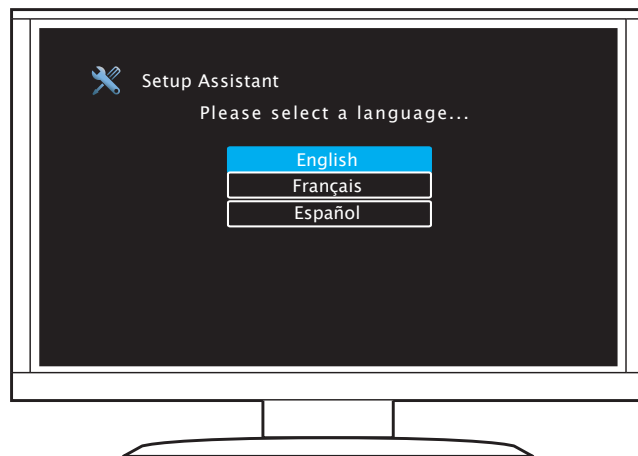 Setup Assistant
Please select a language...
English
Français
Español